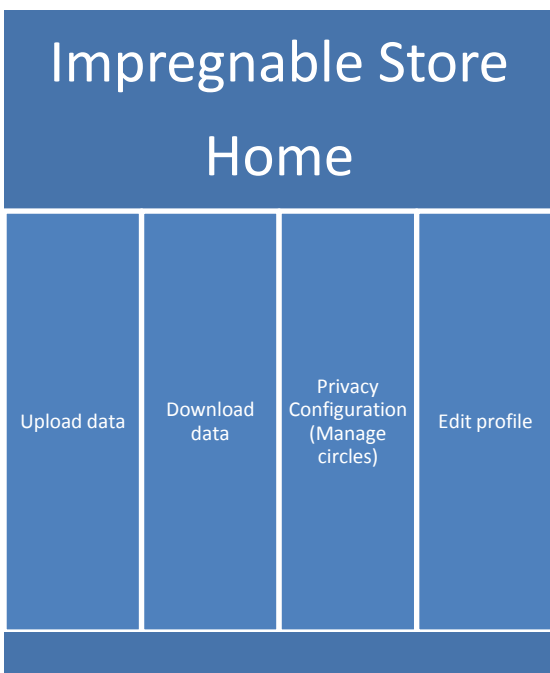 Impregnable Store
Home
Upload data
Download
data
Privacy
Configuration
(Manage
circles)
Edit profile